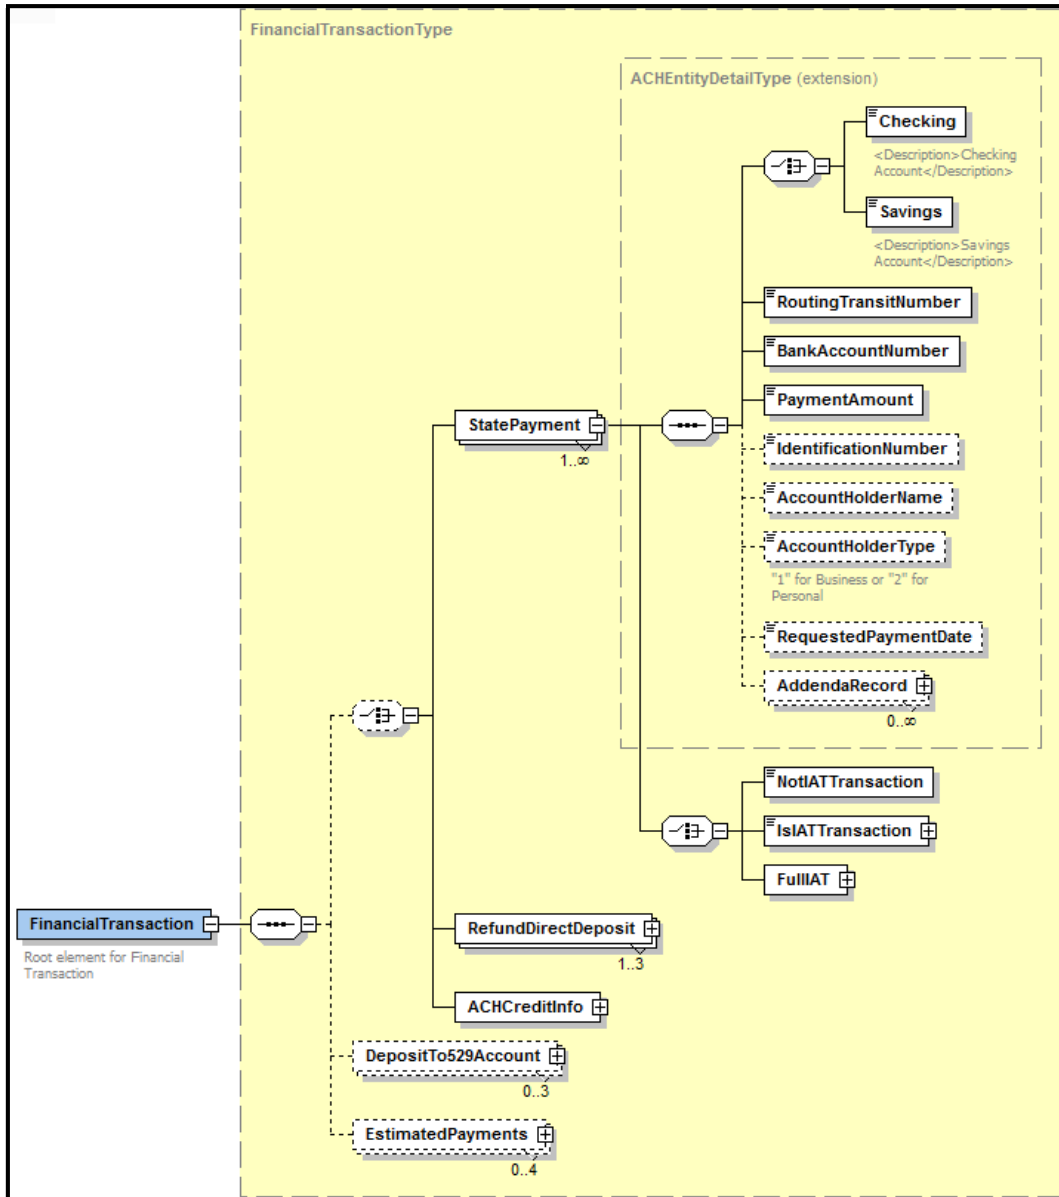 FinancialTransactionType
ACHEntityDetailType (extension)
Checking
<Description>Checking
Account</Description>
Savings
<Description>Savings
Account</Description>
RoutingTransitNumber
BankAccountNumber
PaymentAmount
StatePayment
1..∞
IdentificationNumber
AccountHolderName
AccountHolderType
"1" for Business or "2" for
Personal
RequestedPaymentDate
AddendaRecord
0..∞
NotIATTransaction
IsIATTransaction
FullIAT
FinancialTransaction
Root element for Financial
Transaction
RefundDirectDeposit
1..3
ACHCreditInfo
DepositTo529Account
0..3
EstimatedPayments
0..4